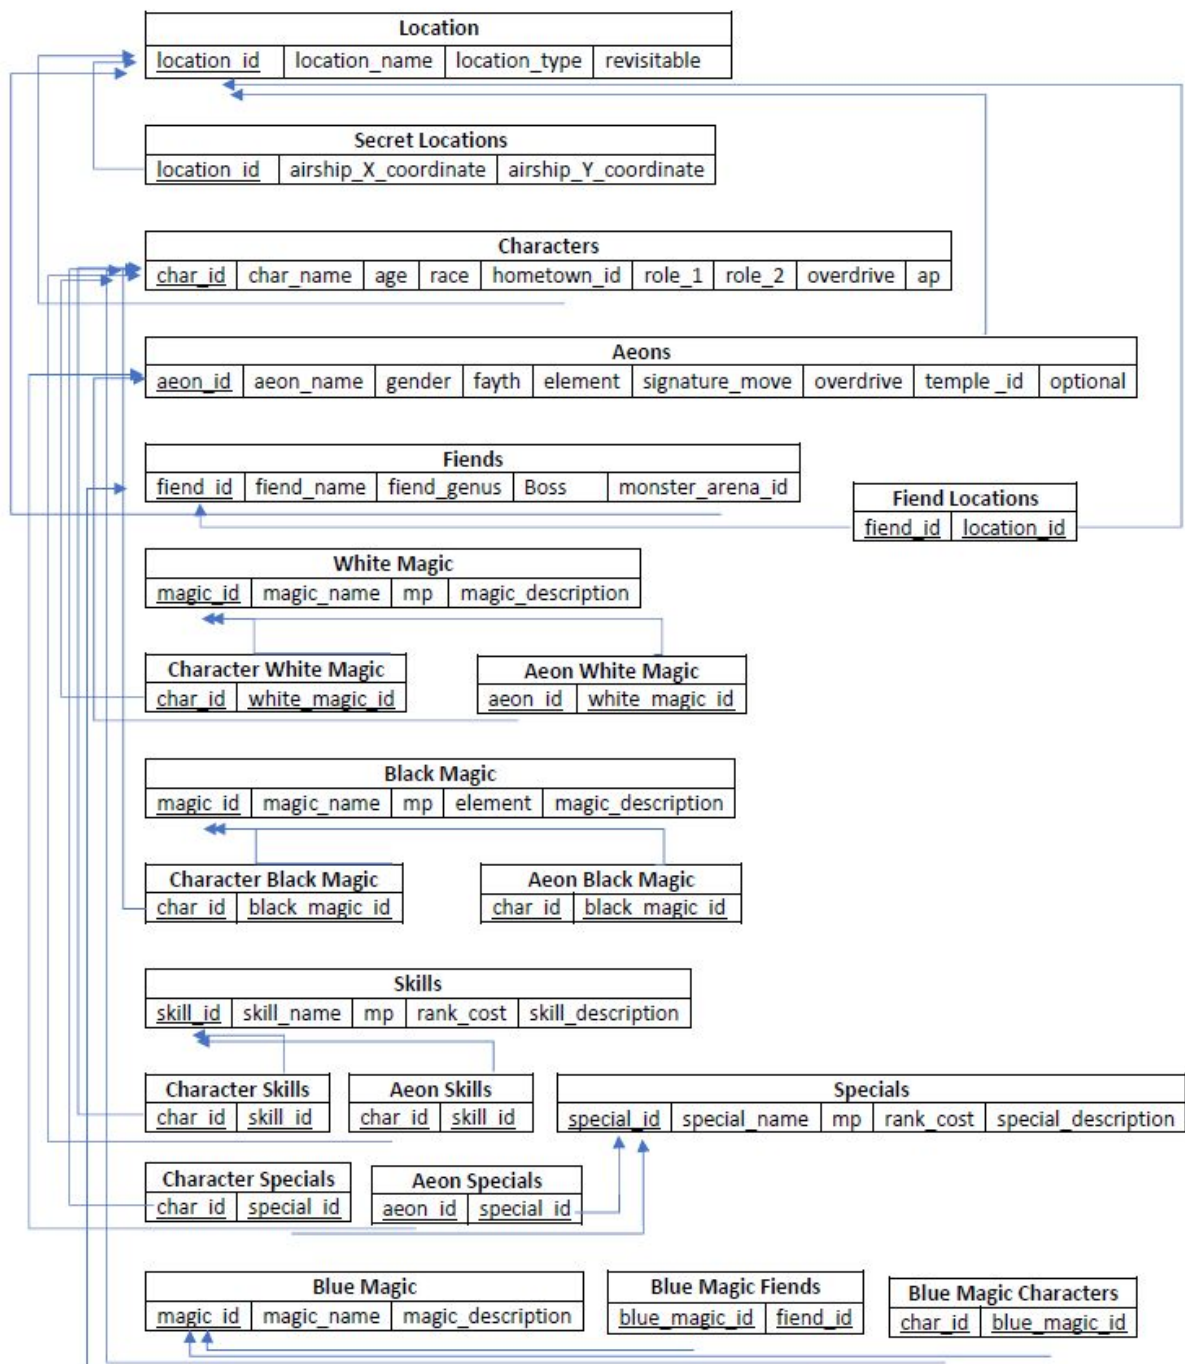 Location
location_id location_name location_type revisitable
Secret Locations
location_id airship_X_coordinate airship_Y_coordinate
Characters
char_id char_name age race hometown_id role_1 role_2 overdrive ap
Aeons
aeon_id aeon_name gender fayth element signature_move overdrive temple _id optional
Fiends
fiend_id fiend_name fiend_genus Boss monster_arena_id
Fiend Locations
fiend_id location_id
White Magic
magic_id magic_name mp magic_description
Character White Magic
char_id white_magic_id
Aeon White Magic
aeon_id white_magic_id
Black Magic
magic_id magic_name mp element magic_description
Character Black Magic
char_id black_magic_id
Aeon Black Magic
char_id black_magic_id
Skills
skill_id skill_name mp rank_cost skill_description
Character Skills
char_id skill_id
Aeon Skills
char_id skill_id
Specials
special_id special_name mp rank_cost special_description
Character Specials
char_id special_id
Aeon Specials
aeon_id special_id
Blue Magic
magic_id magic_name magic_description
Blue Magic Fiends
blue_magic_id fiend_id
Blue Magic Characters
char_id blue_magic_id